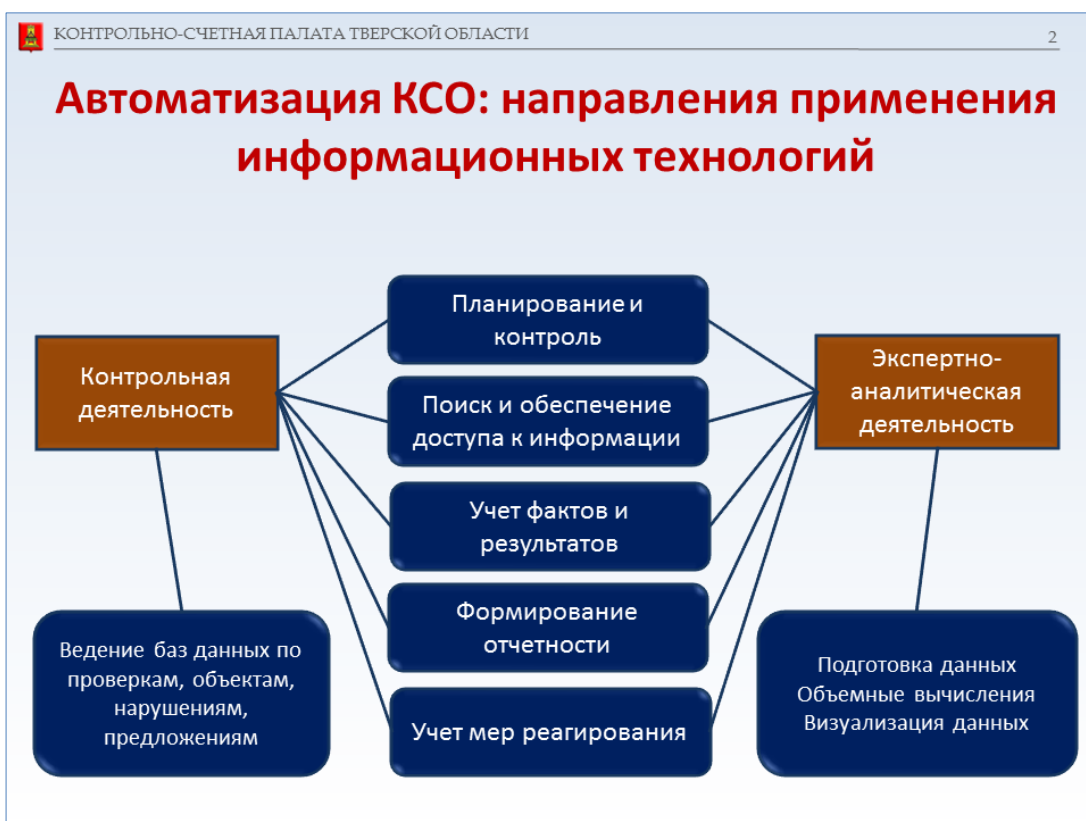 КОНТРОЛЬНО-СЧЕТНАЯ ПАЛАТА ТВЕРСКОЙ ОБЛАСТИ
2
Автоматизация КСО: направления применения
информационных технологий
Контрольная
деятельность
Планирование и
контроль
Поиск и обеспечение
доступа к информации
Учет фактов и
результатов
Формирование
отчетности
Учет мер реагирования
Экспертно-
аналитическая
деятельность
Ведение баз данных по
проверкам, объектам,
нарушениям,
предложениям
Подготовка данных
Объемные вычисления
Визуализация данных